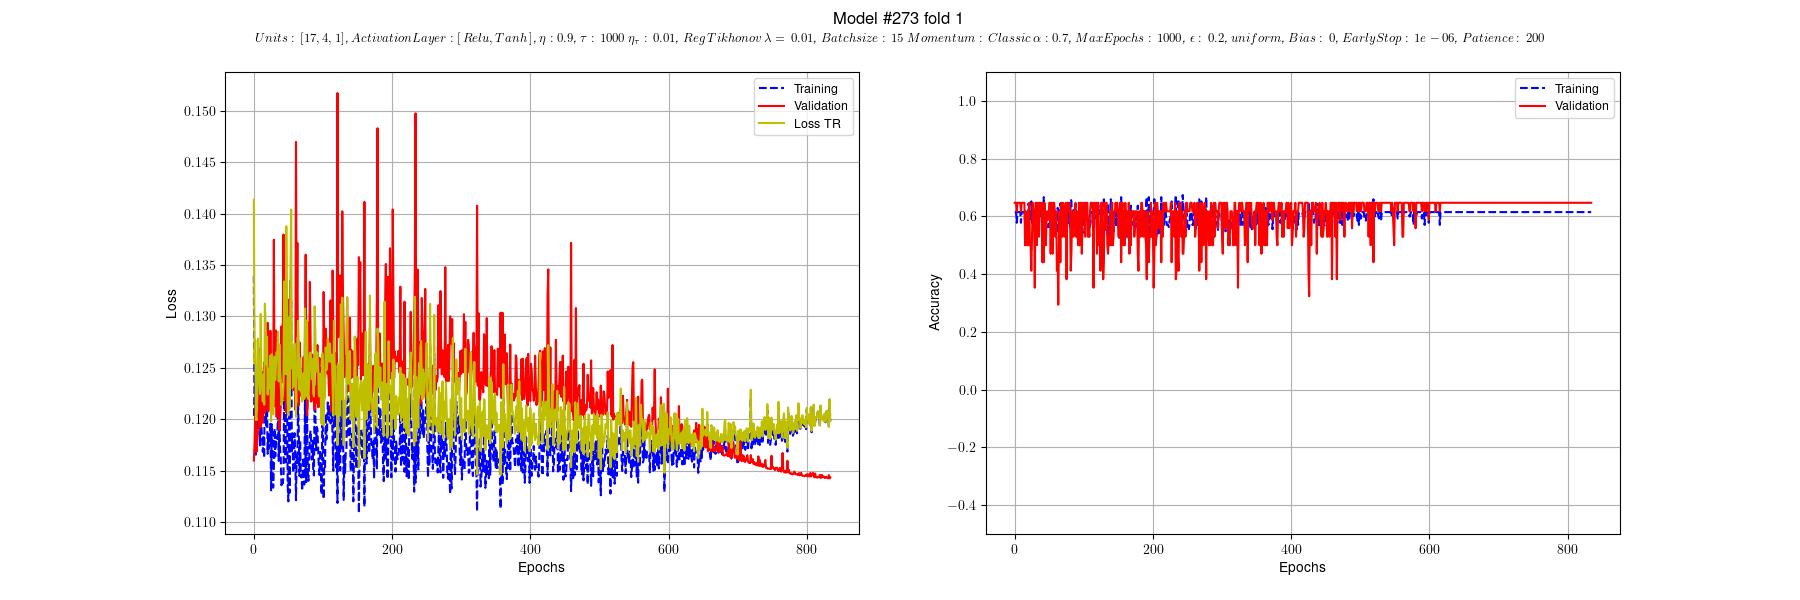 Model #273 fold 1
Units : [17, 4, 1], ActivationLayer : [ Relu, Tanh], η : 0.9, τ : 1000 η_τ : 0.01, RegTikhonov λ = 0.01, Batchsize : 15 Momentum : Classic α : 0.7, MaxEpochs : 1000, ϵ : 0.2, uniform, Bias : 0, EarlyStop : 1e − 06, Patience : 200
Training
Validation
Loss TR
0.150
0.145
0.140
0.135
0.130
0.125
0.120
0.115
0.110
Loss
0 200 400 600 800
Epochs
Training
Validation
1.0
0.8
0.6
0.4
0.2
0.0
−0.2
−0.4
Accuracy
0 200 400 600 800
Epochs